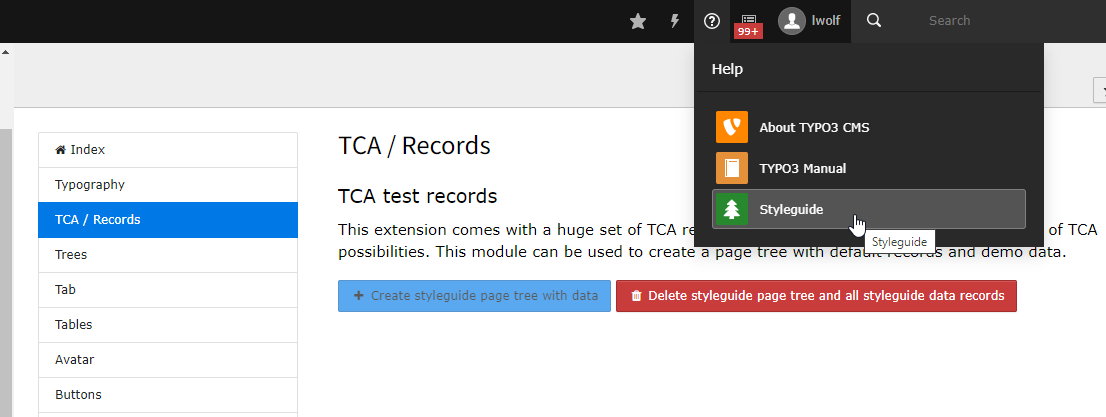 99+
lwolf
Search
Help
About TYPO3 CMS
TYPO3 Manual
Styleguide
Styleguide
Index
Typography
TCA / Records
Trees
Tab
Tables
Avatar
Buttons
TCA / Records
TCA test records
This extension comes with a huge set of TCA re of TCA
possibilities. This module can be used to create a page tree with default records and demo data.
Create styleguide page tree with data
Delete styleguide page tree and all styleguide data records